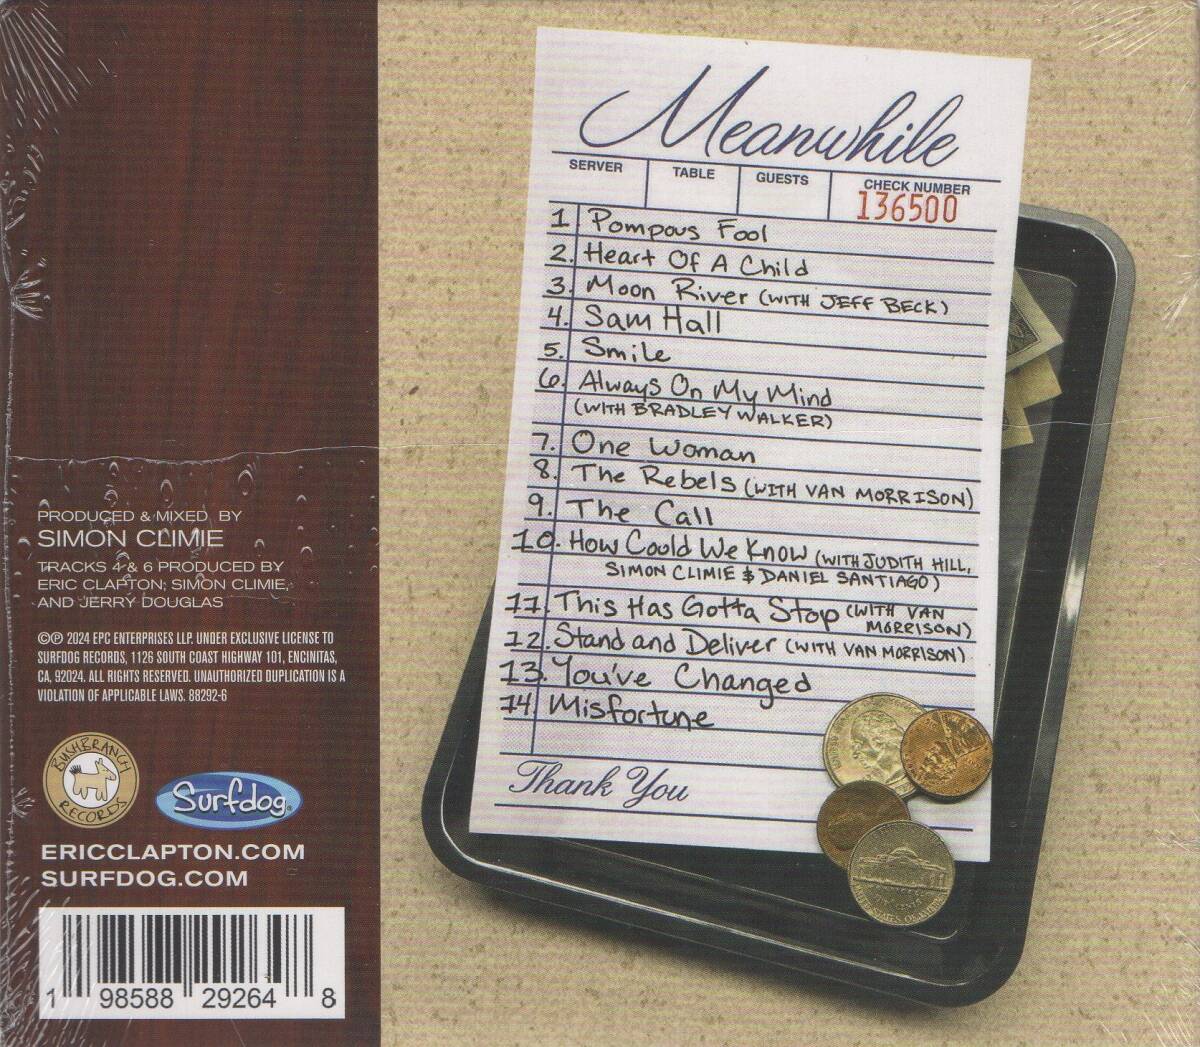 Meanwhile
SERVER TABLE GUESTS CHECK NUMBER
136500
1 Pompous Fool
2. Heart Of A Child
3. Moon River (WITH JEFF BECK)
4. Sam Hall
5. Smile
6. Always On My Mind
(WITH BRADLEY WALKER)
7. One Woman
8. The Rebels (WITH VAN MORRISON)
9. The Call
10. How Could We Know (WITH JUDITH HILL,
SIMON CLIMIE & DANIEL SANTIAGO)
11. This Has Gotta Stop (WITH VAN
MORRISON)
12. Stand and Deliver (WITH VAN MORRISON)
13. You've Changed
14. Misfortune
Thank You
PRODUCED & MIXED BY
SIMON CLIMIE
TRACKS 4 & 6 PRODUCED BY
ERIC CLAPTON, SIMON CLIMIE,
AND JERRY DOUGLAS
©℗ 2024 EPC ENTERPRISES LLP. UNDER EXCLUSIVE LICENSE TO
SURFDOG RECORDS, 1126 SOUTH COAST HIGHWAY 101, ENCINITAS,
CA, 92024. ALL RIGHTS RESERVED. UNAUTHORIZED DUPLICATION IS A
VIOLATION OF APPLICABLE LAWS. 88292-6
BUSHBRANCH
RECORDS
Surfdog®
ERICCLAPTON.COM
SURFDOG.COM
1 98588 29264 8